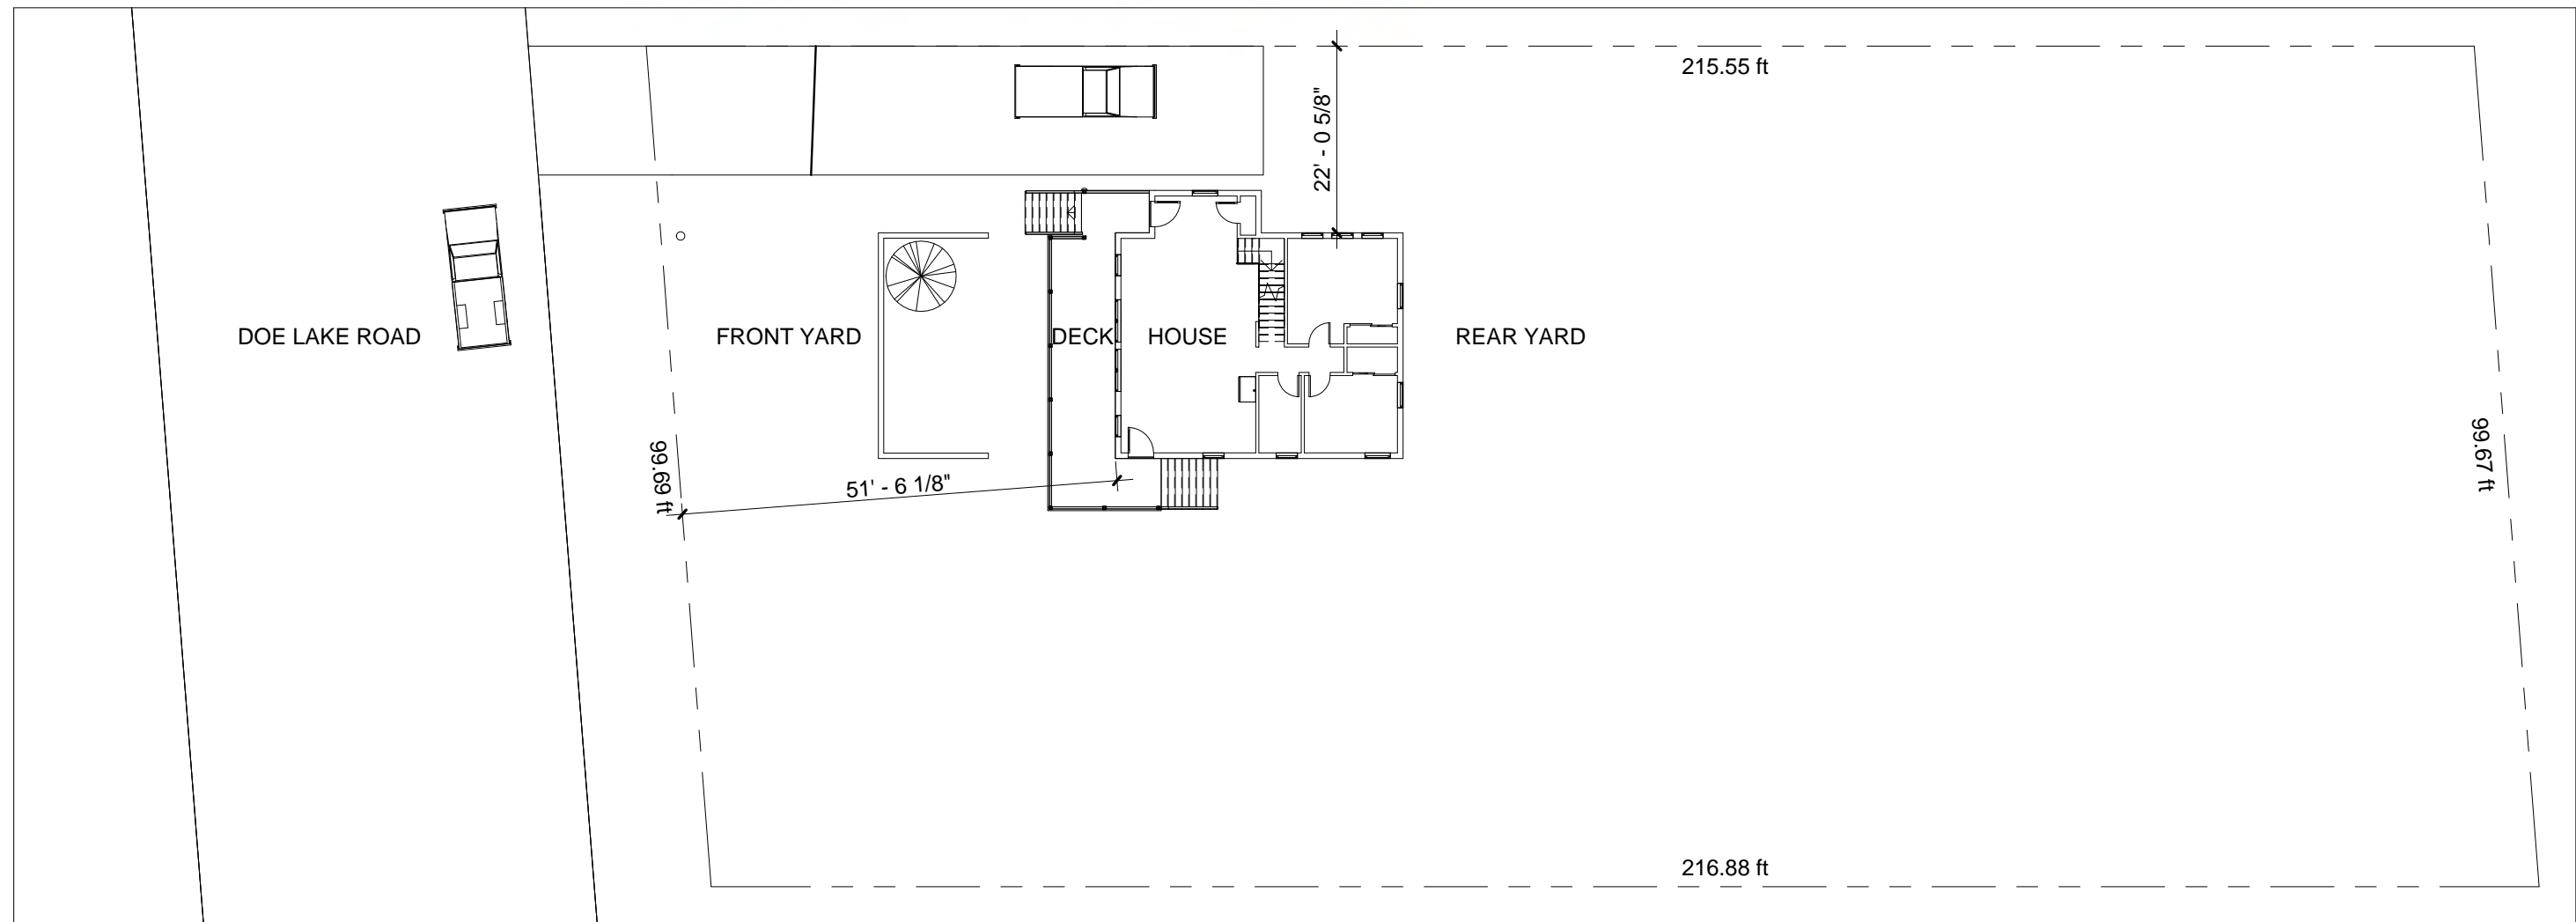 215.55 ft
22' - 0 5/8"
DOE LAKE ROAD
FRONT YARD
DECK
HOUSE
REAR YARD
99.69 ft
51' - 6 1/8"
99.67 ft
216.88 ft